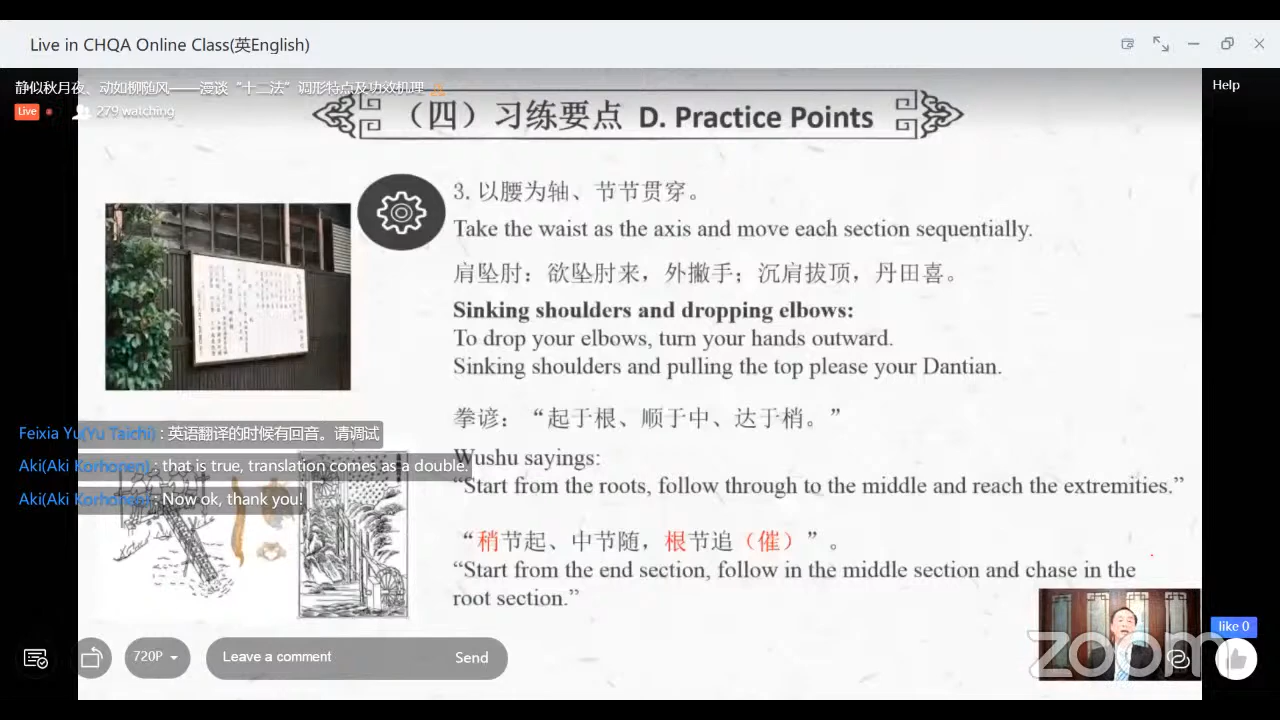 Live in CHQA Online Class(英English)
静似秋月夜、动如柳随风——漫谈“十二法”调形特点及功效机理
Help
Live
279 watching
（四）习练要点 D. Practice Points
3. 以腰为轴、节节贯穿。
Take the waist as the axis and move each section sequentially.
肩坠肘：欲坠肘来，外撇手；沉肩拔顶，丹田喜。
Sinking shoulders and dropping elbows:
To drop your elbows, turn your hands outward.
Sinking shoulders and pulling the top please your Dantian.
拳谚：“起于根、顺于中、达于梢。”
Wushu sayings:
“Start from the roots, follow through to the middle and reach the extremities.”
“稍节起、中节随，根节追（催）”。
“Start from the end section, follow in the middle section and chase in the
root section.”
Feixia Yu(Yu Taichi) : 英语翻译的时候有回音。请调试
Aki(Aki Korhonen) : that is true, translation comes as a double.
Aki(Aki Korhonen) : Now ok, thank you!
720P
Leave a comment
Send
zoom
like 0